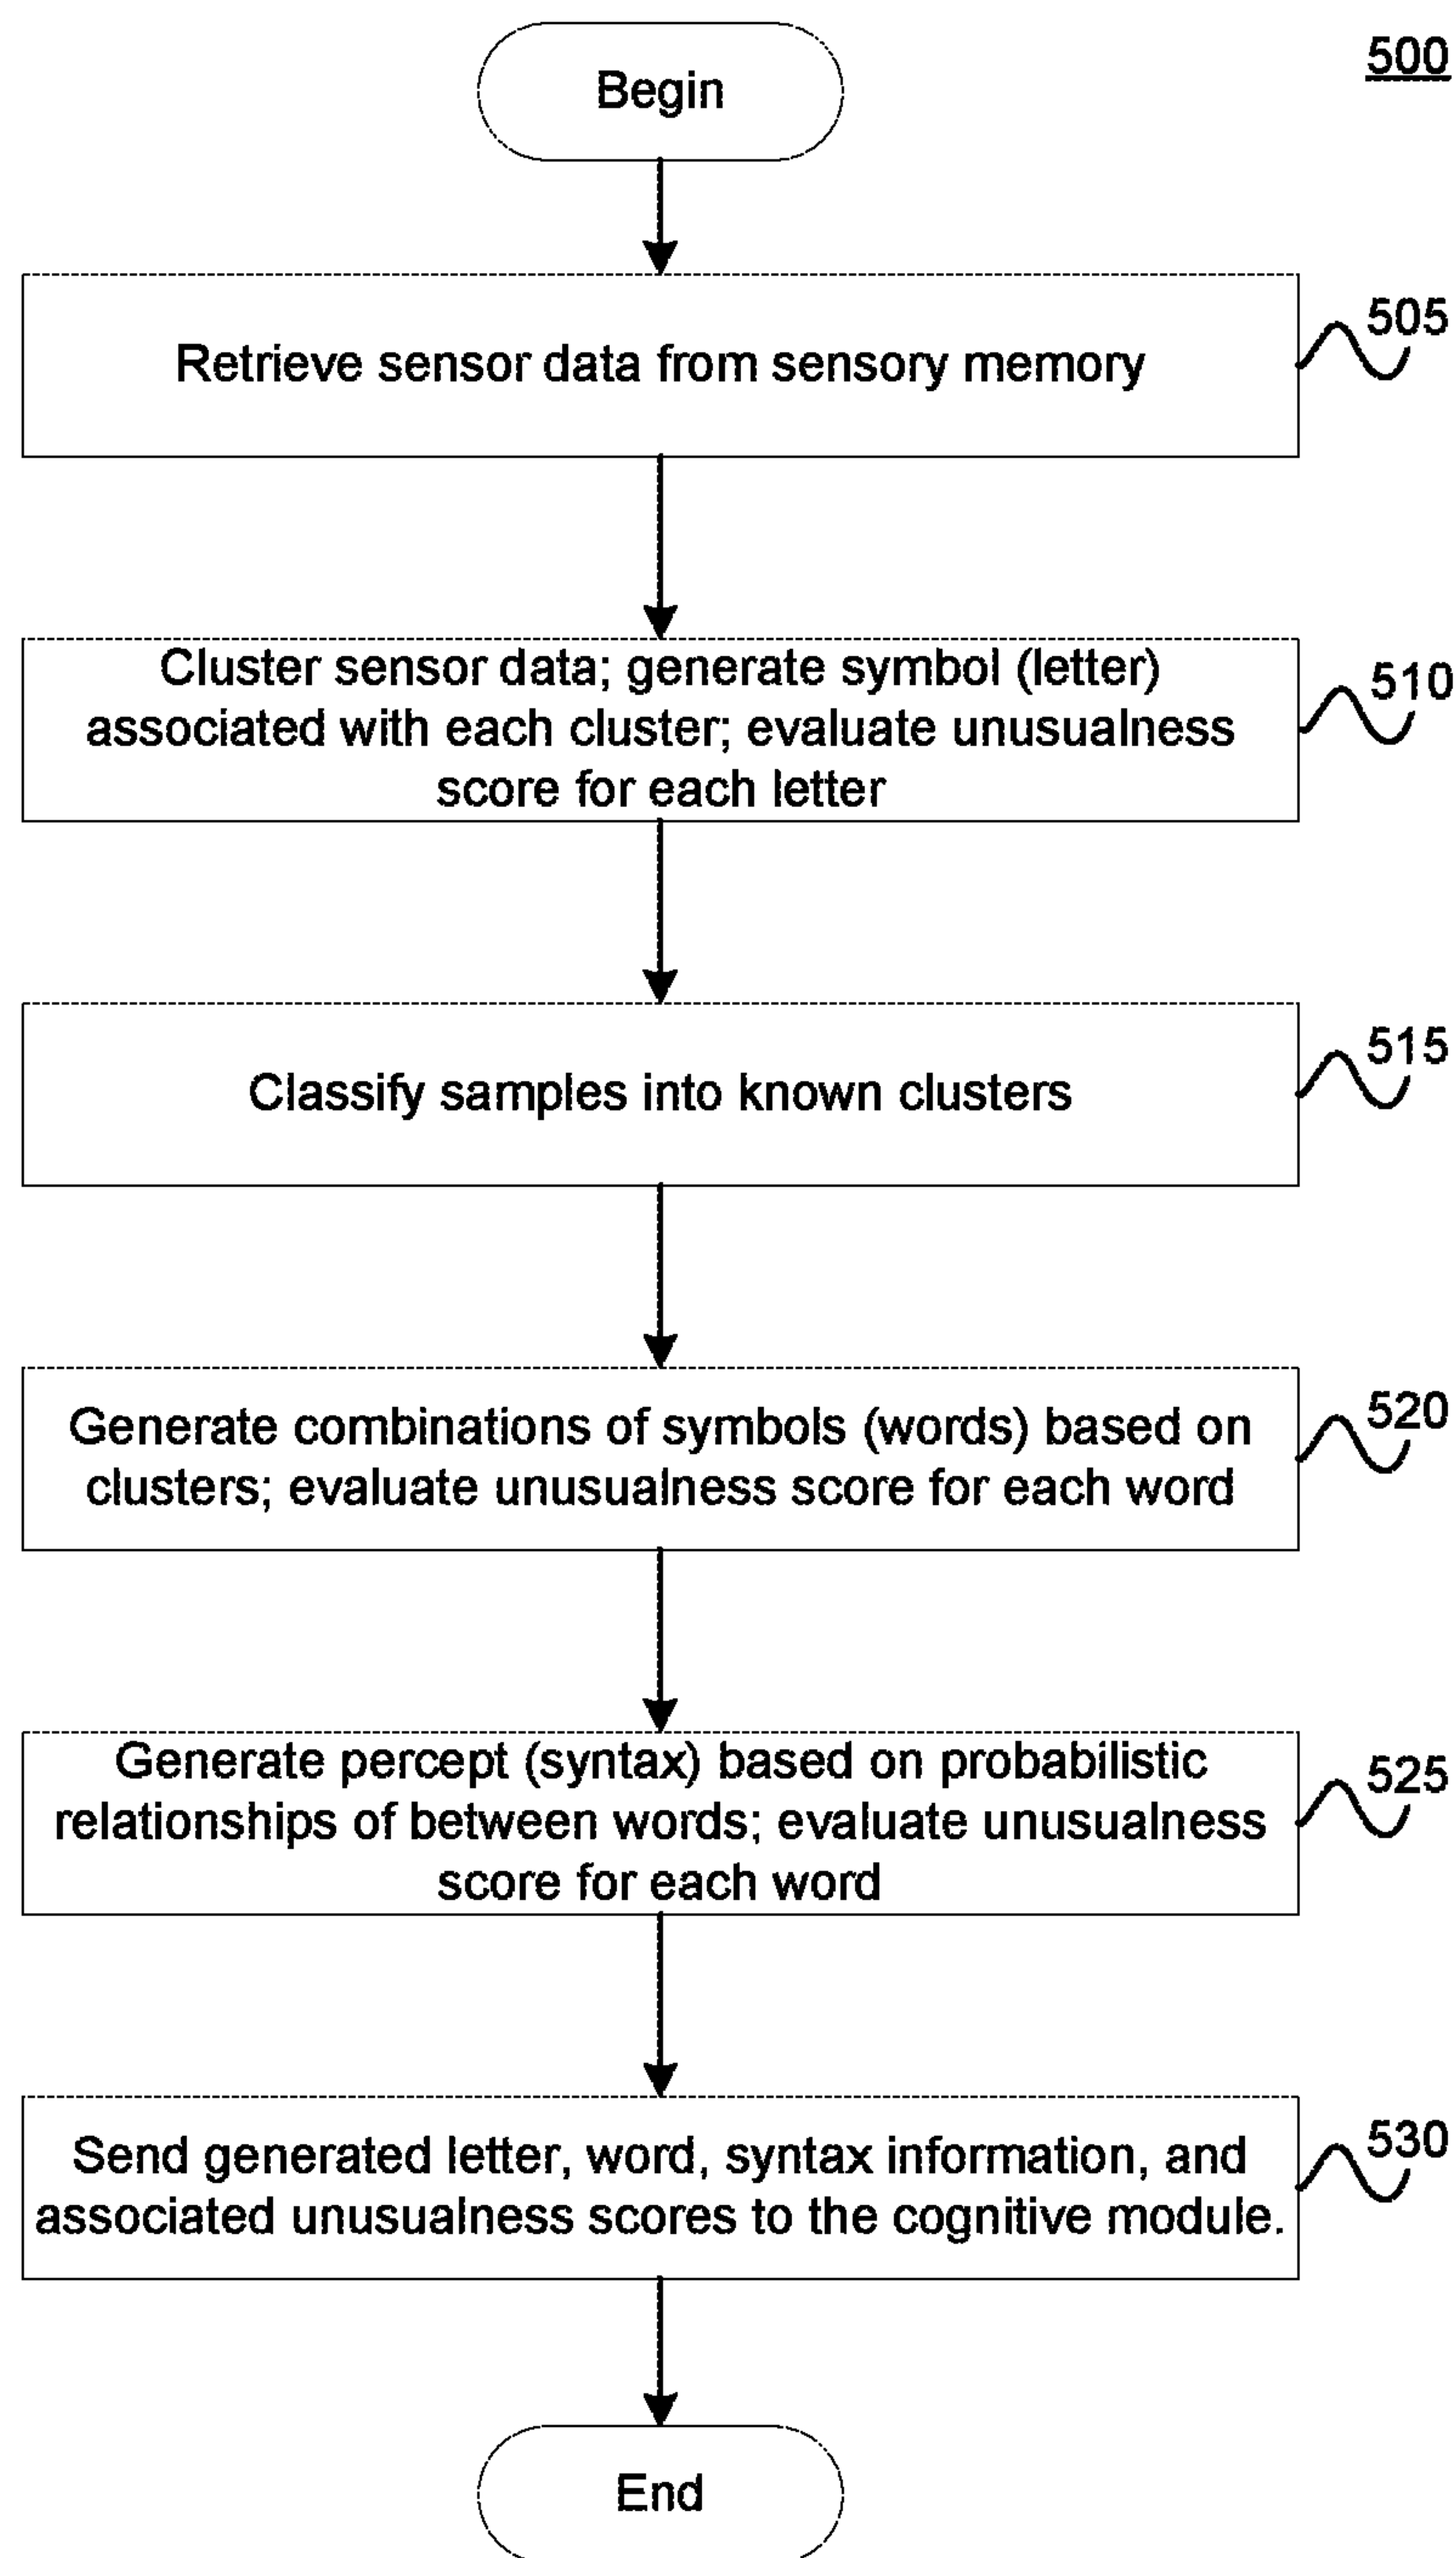 500
Begin
Retrieve sensor data from sensory memory
505
Cluster sensor data; generate symbol (letter)
associated with each cluster; evaluate unusualness
score for each letter
510
Classify samples into known clusters
515
Generate combinations of symbols (words) based on
clusters; evaluate unusualness score for each word
520
Generate percept (syntax) based on probabilistic
relationships of between words; evaluate unusualness
score for each word
525
Send generated letter, word, syntax information, and
associated unusualness scores to the cognitive module.
530
End